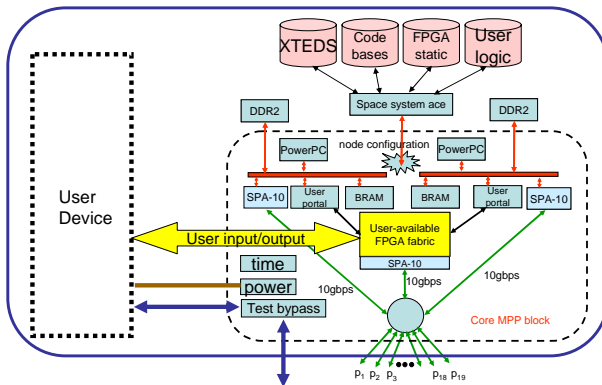 XTEDS
Code
bases
FPGA
static
User
logic
Space system ace
DDR2
DDR2
PowerPC
node configuration
PowerPC
SPA-10
User
portal
BRAM
BRAM
User
portal
SPA-10
User
Device
User input/output
User-available
FPGA fabric
SPA-10
time
power
Test bypass
10gbps
10gbps
10gbps
Core MPP block
p1 p2 p3 ●●● p18 p19